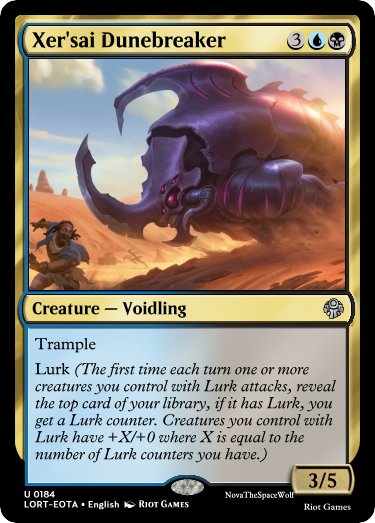 Xer'sai Dunebreaker 3
Creature — Voidling
Trample
Lurk (The first time each turn one or more
creatures you control with Lurk attacks, reveal
the top card of your library, if it has Lurk, you
get a Lurk counter. Creatures you control with
Lurk have +X/+0 where X is equal to the
number of Lurk counters you have.)
3/5
U 0184
LORT-EOTA • English Riot Games
NovaTheSpaceWolf
Riot Games